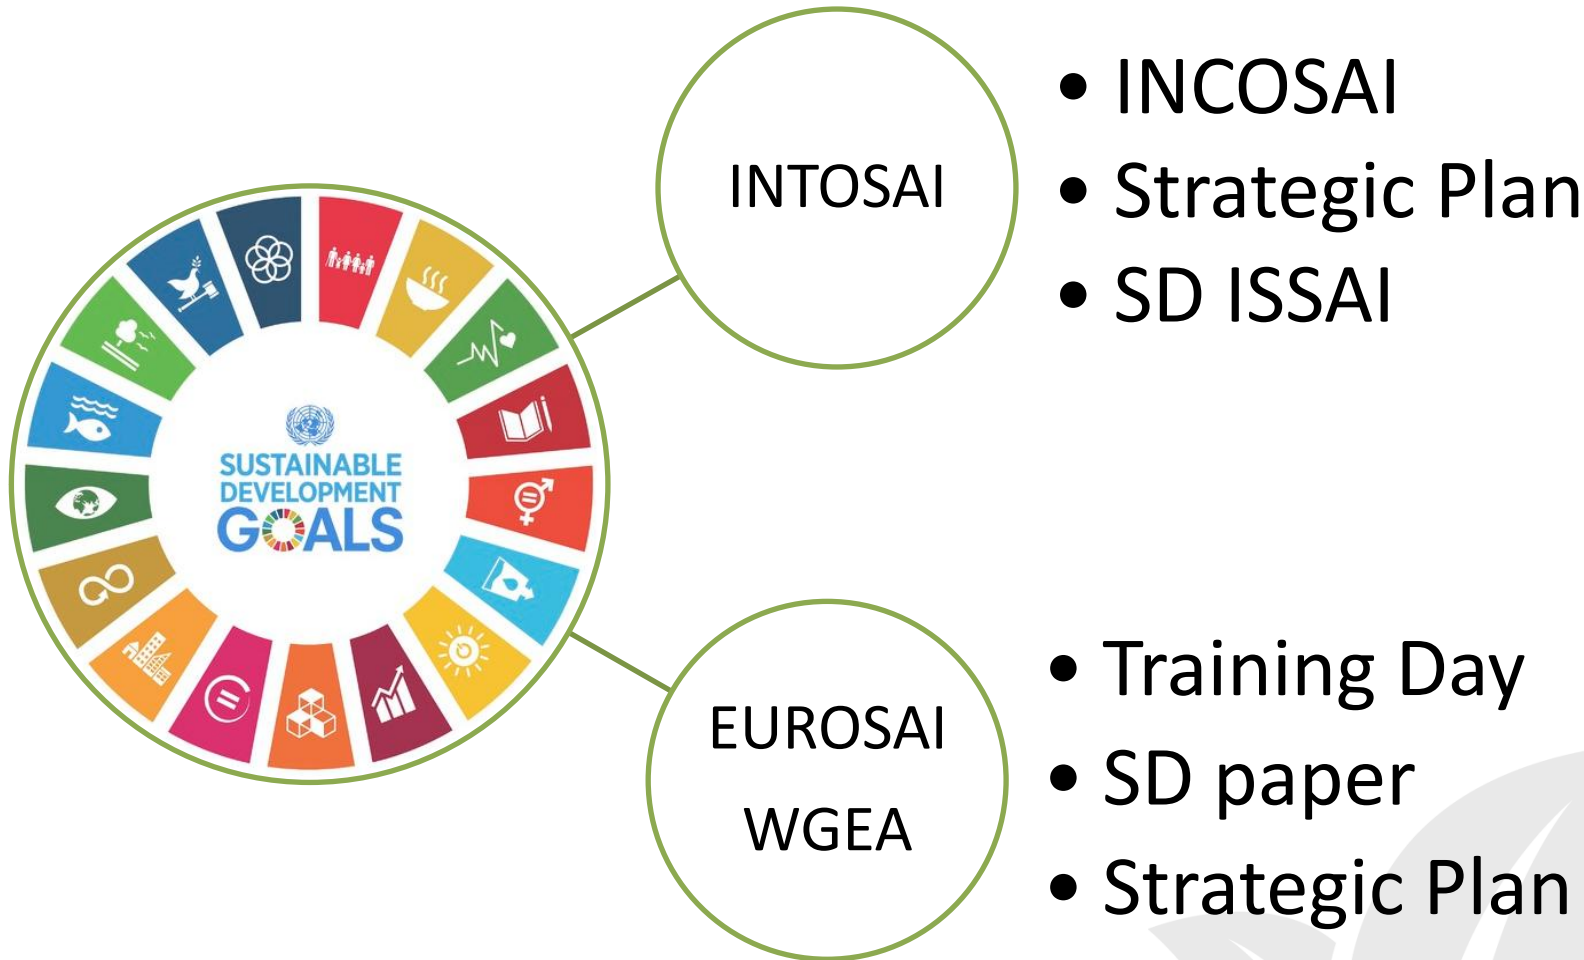 SUSTAINABLE
DEVELOPMENT
GOALS
INTOSAI
• INCOSAI
• Strategic Plan
• SD ISSAI
EUROSAI
WGEA
• Training Day
• SD paper
• Strategic Plan